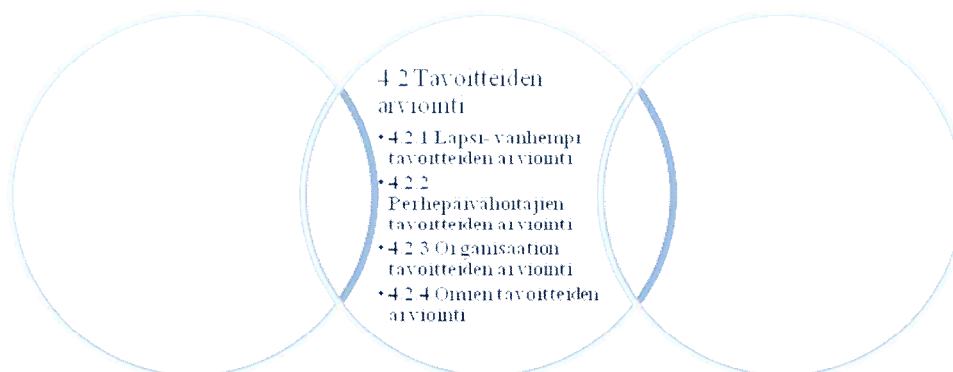 4.2 Tavoitteiden
arviointi
• 4.2.1 Lapsi- vanhempi
tavoitteiden arviointi
• 4.2.2
Perhepäivähoitajien
tavoitteiden arviointi
• 4.2.3 Organisaation
tavoitteiden arviointi
• 4.2.4 Omien tavoitteiden
arviointi